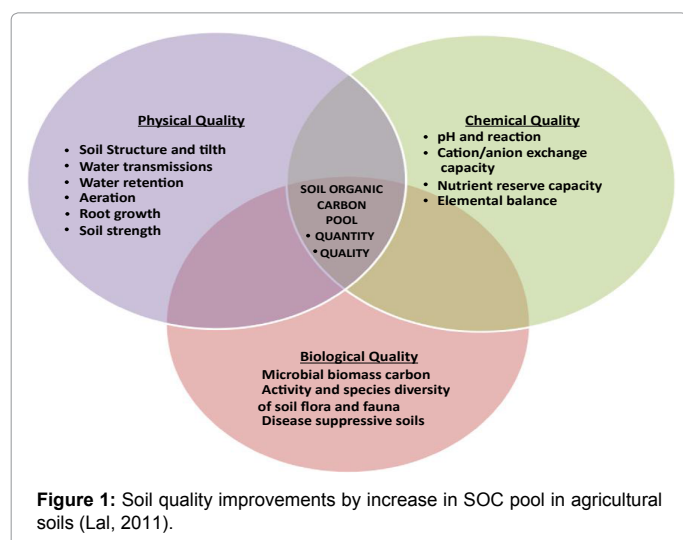 Physical Quality
• Soil Structure and tilth
• Water transmissions
• Water retention
• Aeration
• Root growth
• Soil strength
Chemical Quality
• pH and reaction
• Cation/anion exchange
capacity
• Nutrient reserve capacity
• Elemental balance
SOIL ORGANIC
CARBON
POOL
• QUANTITY
• QUALITY
Biological Quality
Microbial biomass carbon
Activity and species diversity
of soil flora and fauna
Disease suppressive soils
Figure 1: Soil quality improvements by increase in SOC pool in agricultural
soils (Lal, 2011).